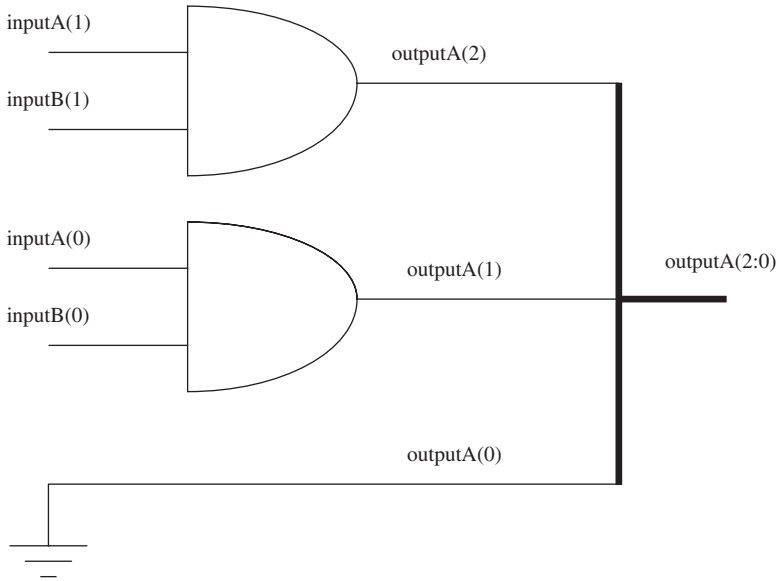 inputA(1)
outputA(2)
inputB(1)
inputA(0)
outputA(2:0)
outputA(1)
inputB(0)
outputA(0)